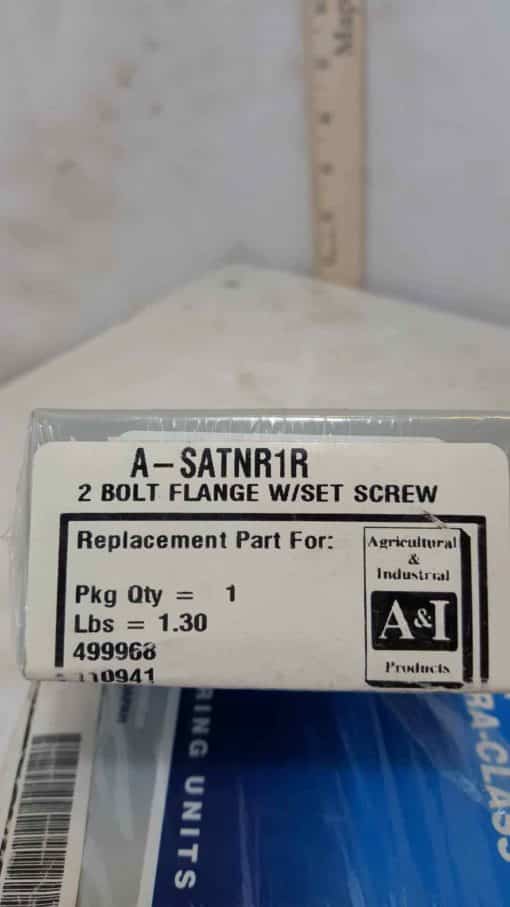 A-SATNR1R
2 BOLT FLANGE W/SET SCREW
Replacement Part For:
Pkg Qty = 1
Lbs = 1.30
499968
Agricultural
&
Industrial
A&I
Products
RING UNITS